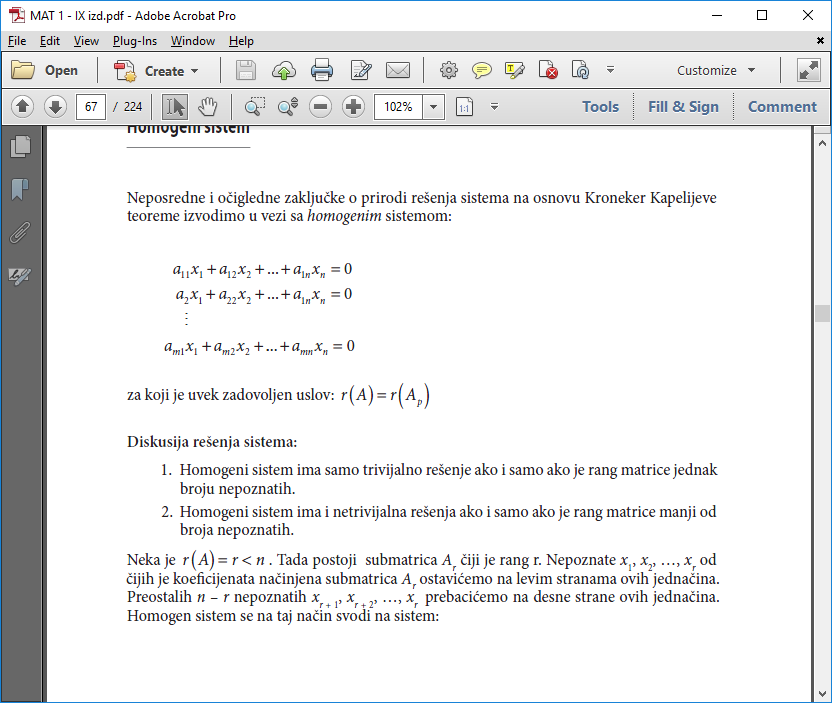 MAT 1 - IX izd.pdf - Adobe Acrobat Pro
File Edit View Plug-Ins Window Help
Open Create Customize
67 / 224 102% 1:1 Tools Fill & Sign Comment
Homogeni sistem
Neposredne i očigledne zaključke o prirodi rešenja sistema na osnovu Kroneker Kapelijeve
teoreme izvodimo u vezi sa homogenim sistemom:
a₁₁x₁ + a₁₂x₂ + ... + a₁ₙxₙ = 0
a₂x₁ + a₂₂x₂ + ... + a₁ₙxₙ = 0
⋮
aₘ₁x₁ + aₘ₂x₂ + ... + aₘₙxₙ = 0
za koji je uvek zadovoljen uslov: r(A) = r(Aₚ)
Diskusija rešenja sistema:
1. Homogeni sistem ima samo trivijalno rešenje ako i samo ako je rang matrice jednak
broju nepoznatih.
2. Homogeni sistem ima i netrivijalna rešenja ako i samo ako je rang matrice manji od
broja nepoznatih.
Neka je r(A) = r < n . Tada postoji submatrica Aᵣ čiji je rang r. Nepoznate x₁, x₂, …, xᵣ od
čijih je koeficijenata načinjena submatrica Aᵣ ostavićemo na levim stranama ovih jednačina.
Preostalih n – r nepoznatih xᵣ ₊ ₁, xᵣ ₊ ₂, …, xᵣ prebacićemo na desne strane ovih jednačina.
Homogen sistem se na taj način svodi na sistem: